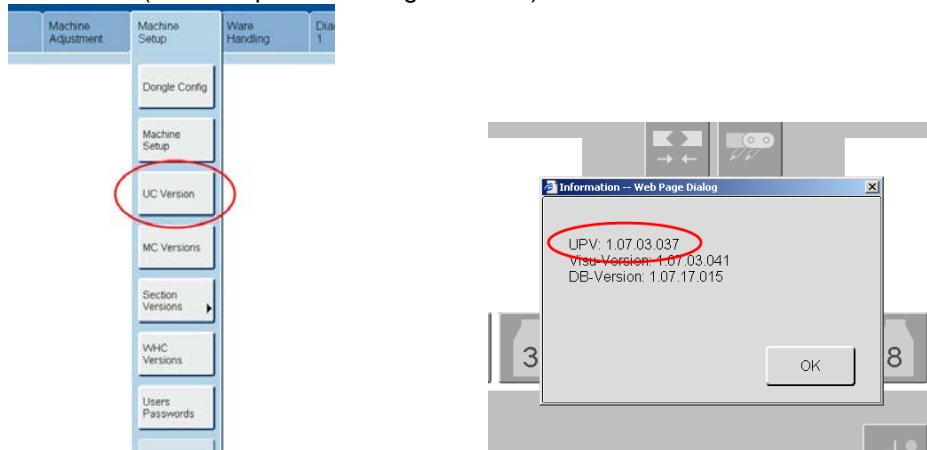 Machine
Adjustment
Machine
Setup
Ware
Handling
Dia
1
Dongle Config
Machine
Setup
UC Version
MC Versions
Section
Versions
WHC
Versions
Users
Passwords
Information -- Web Page Dialog
UPV: 1.07.03.037
Visu-Version: 1.07.03.041
DB-Version: 1.07.17.015
OK
3
8